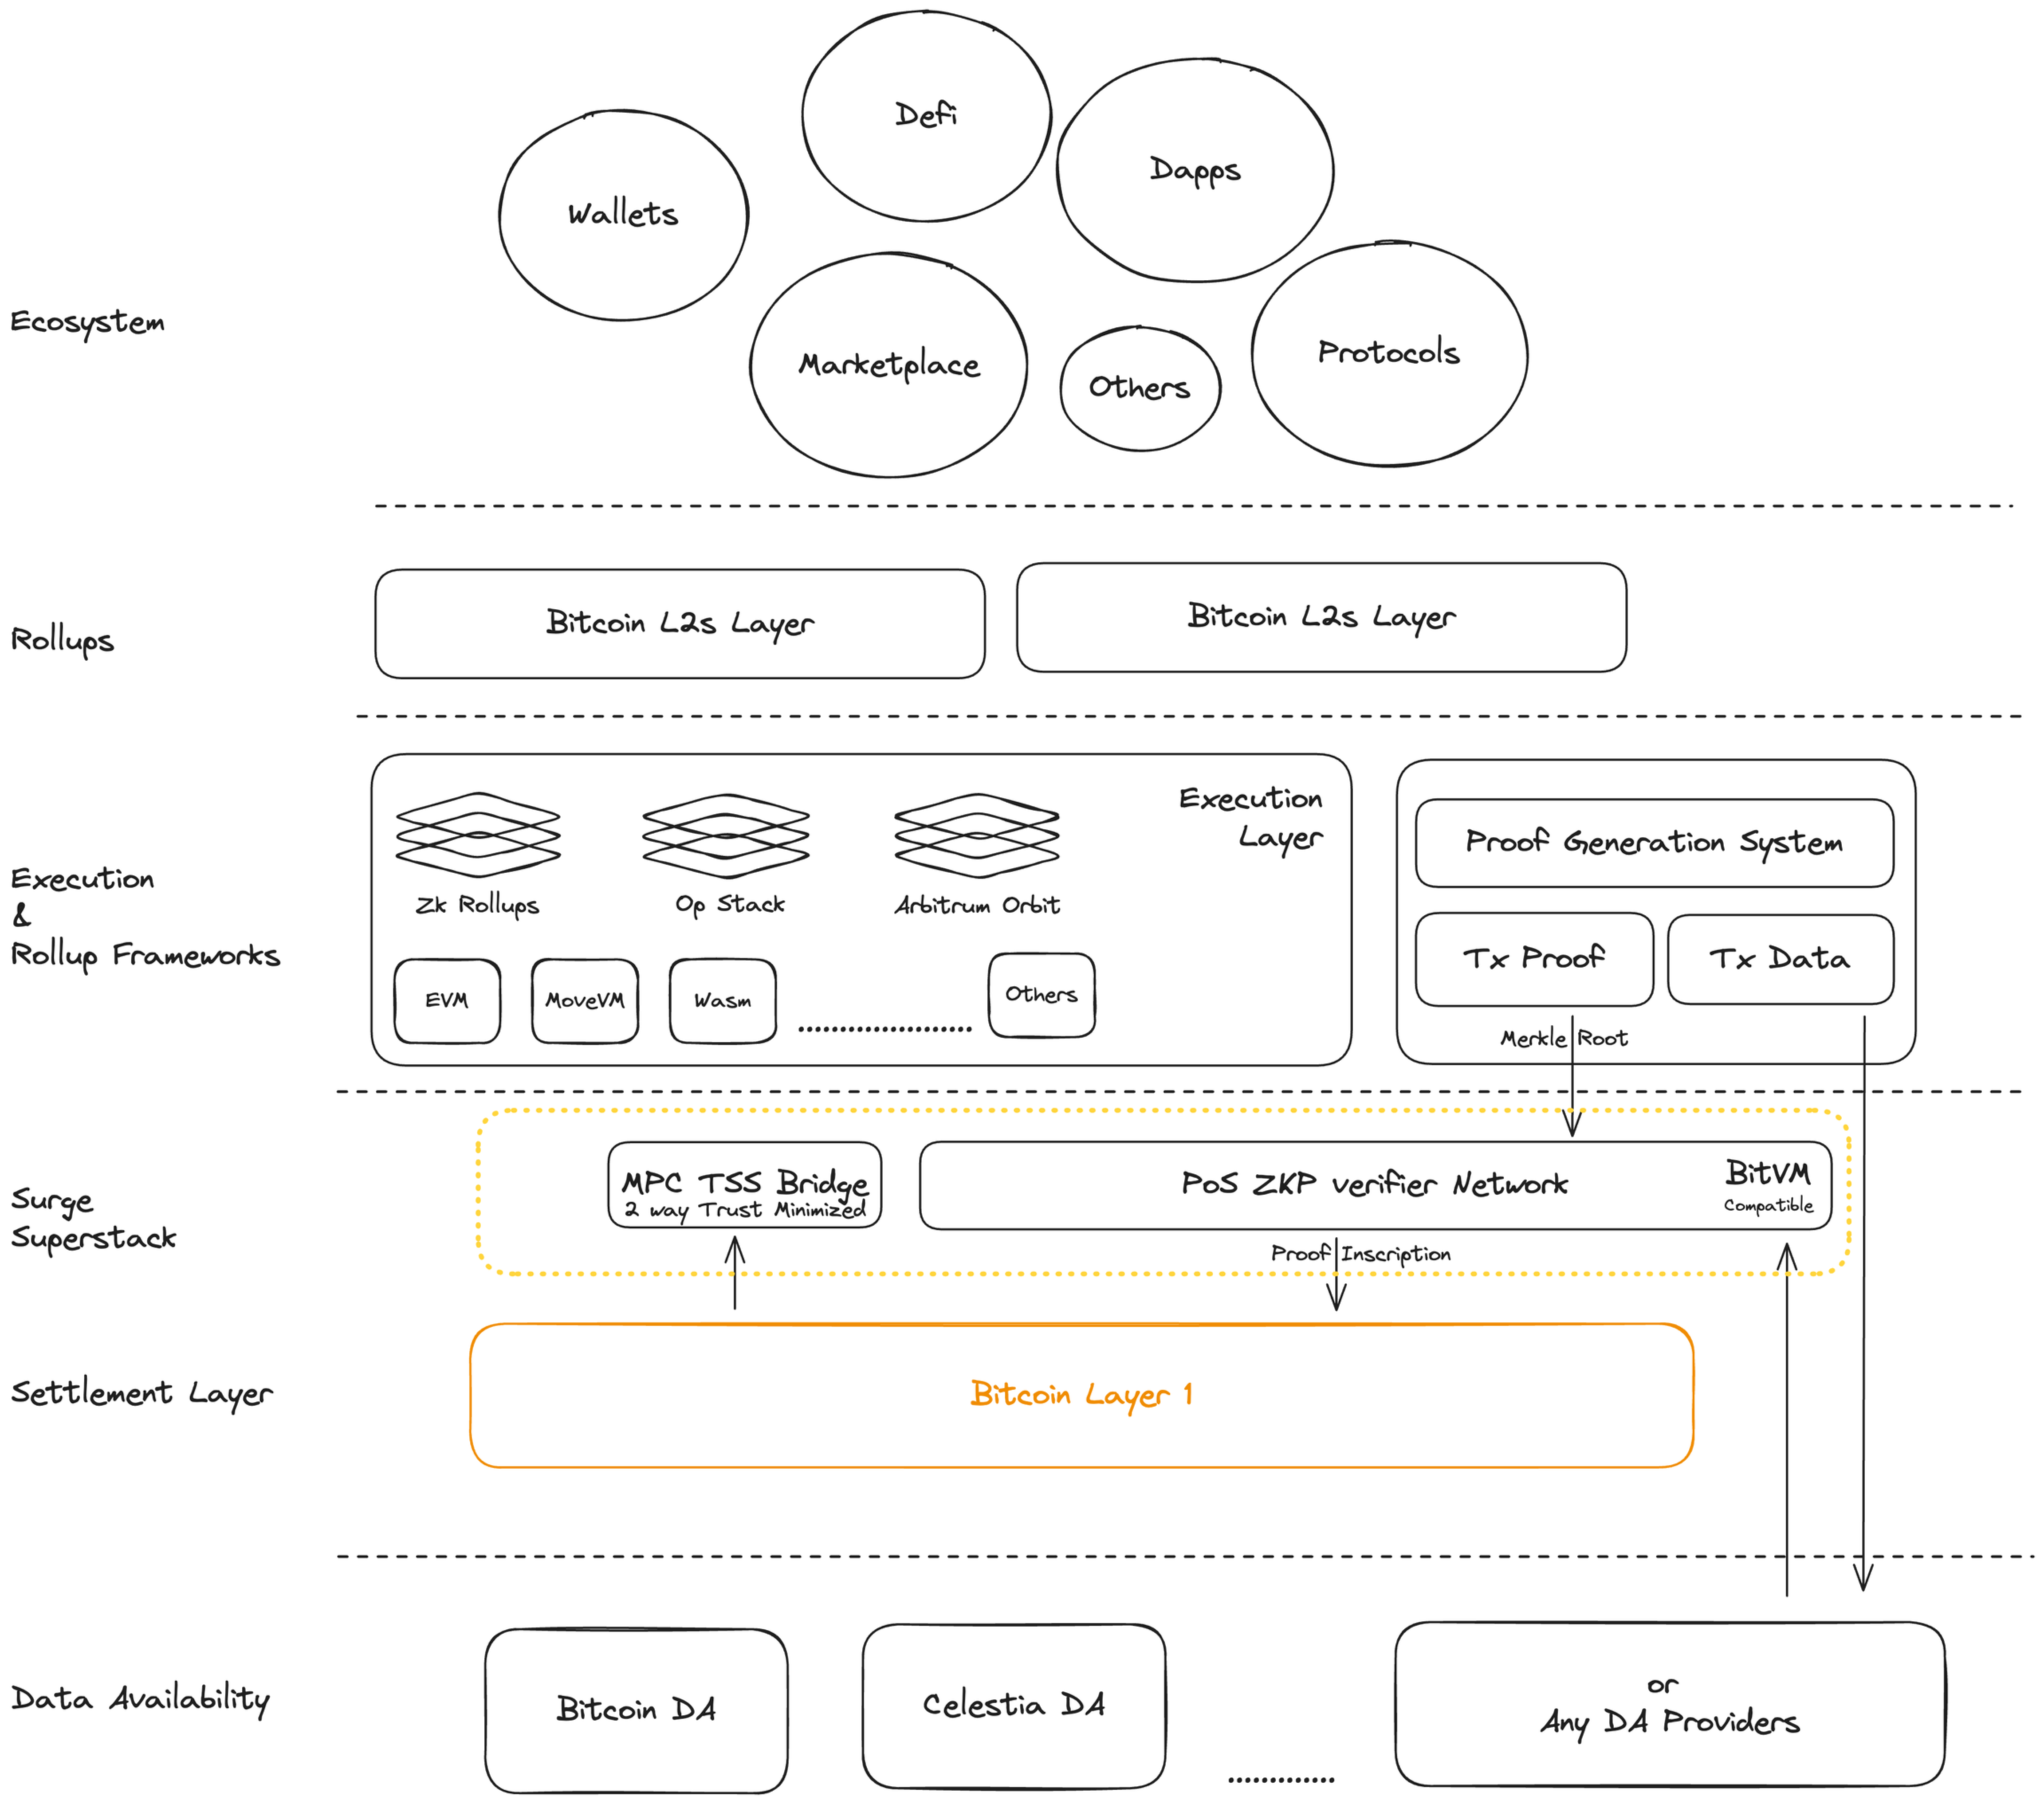 Defi
Dapps
Wallets
Ecosystem
Marketplace
Others
Protocols
Rollups
Bitcoin L2s Layer
Bitcoin L2s Layer
Execution
&
Rollup Frameworks
Execution
Layer
Zk Rollups
Op Stack
Arbitrum Orbit
EVM
MoveVM
Wasm
Others
Proof Generation System
Tx Proof
Tx Data
Merkle Root
Surge
Superstack
MPC TSS Bridge
2 way Trust Minimized
PoS ZKP verifier Network
BitVM
Compatible
Proof Inscription
Settlement Layer
Bitcoin Layer 1
Data Availability
Bitcoin DA
Celestia DA
or
Any DA Providers